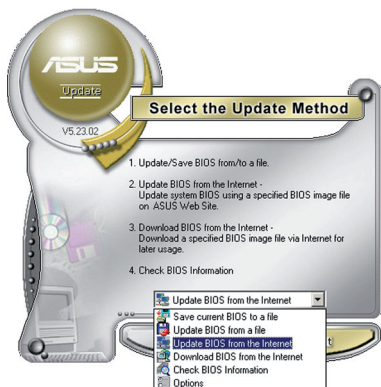 ASUS
Update
V5.23.02
Select the Update Method
1. Update/Save BIOS from/to a file.
2. Update BIOS from the Internet -
Update system BIOS using a specified BIOS image file
on ASUS Web Site.
3. Download BIOS from the Internet -
Download a specified BIOS image file via Internet for
later usage.
4. Check BIOS Information
Update BIOS from the Internet
Save current BIOS to a file
Update BIOS from a file
Update BIOS from the Internet
Download BIOS from the Internet
Check BIOS Information
Options